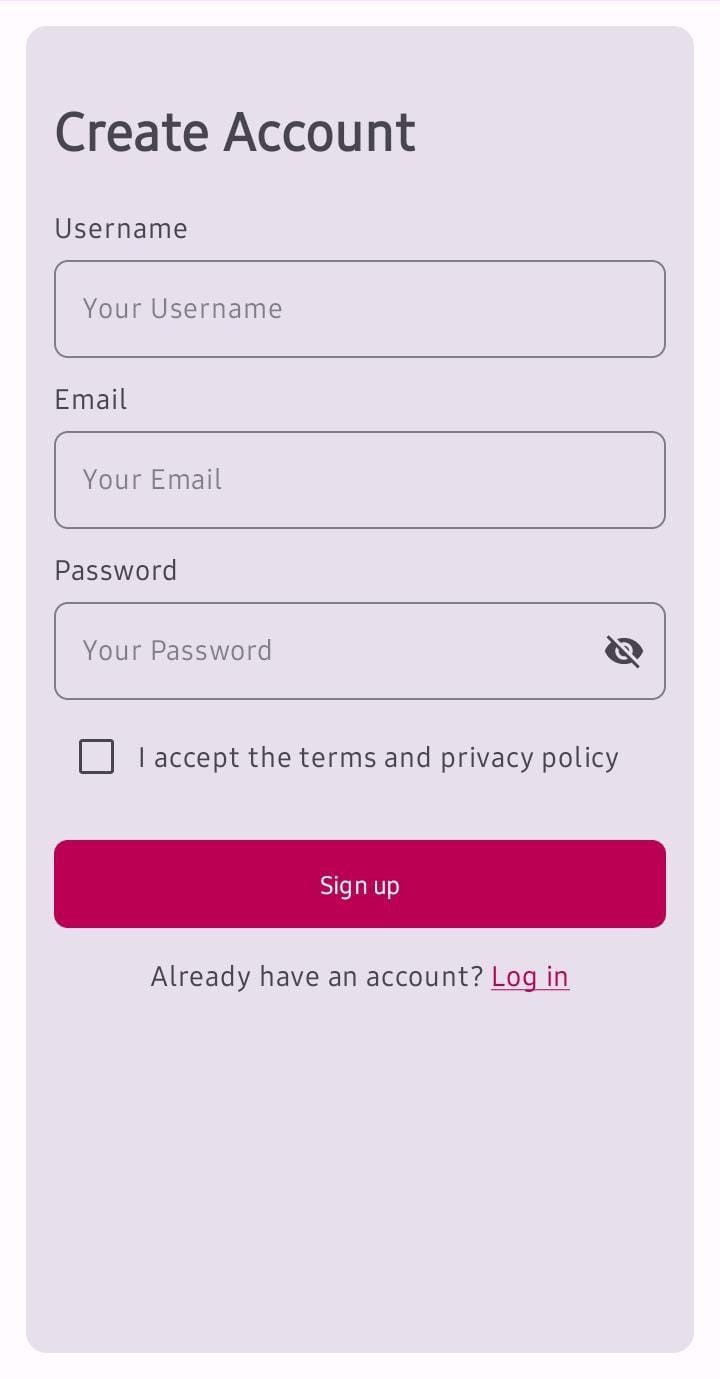 Create Account
Username
Your Username
Email
Your Email
Password
Your Password
I accept the terms and privacy policy
Sign up
Already have an account? Log in